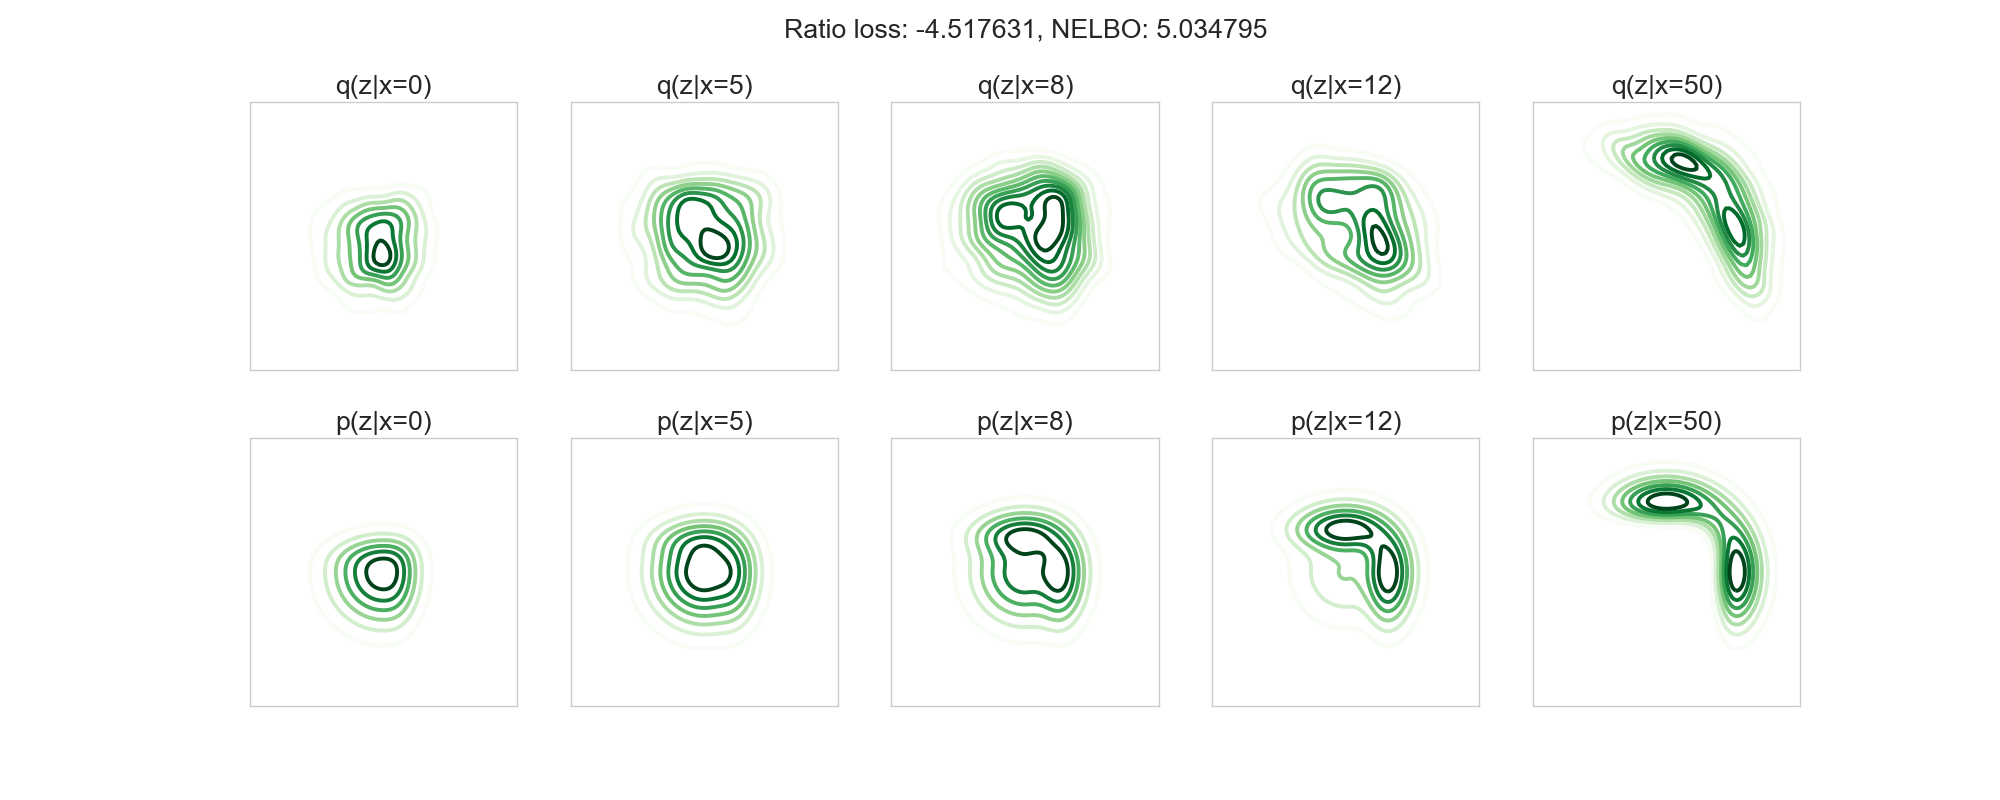 Ratio loss: -4.517631, NELBO: 5.034795
q(z|x=0) q(z|x=5) q(z|x=8) q(z|x=12) q(z|x=50)
p(z|x=0) p(z|x=5) p(z|x=8) p(z|x=12) p(z|x=50)